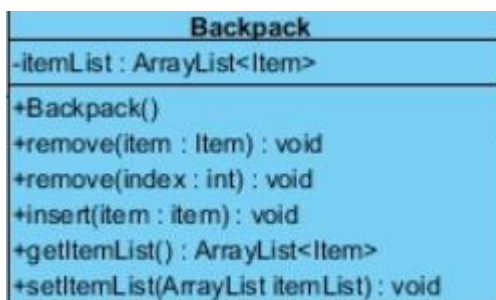 Backpack
-itemList : ArrayList<Item>
+Backpack()
+remove(item : Item) : void
+remove(index : int) : void
+insert(item : item) : void
+getItemList() : ArrayList<Item>
+setItemList(ArrayList itemList) : void